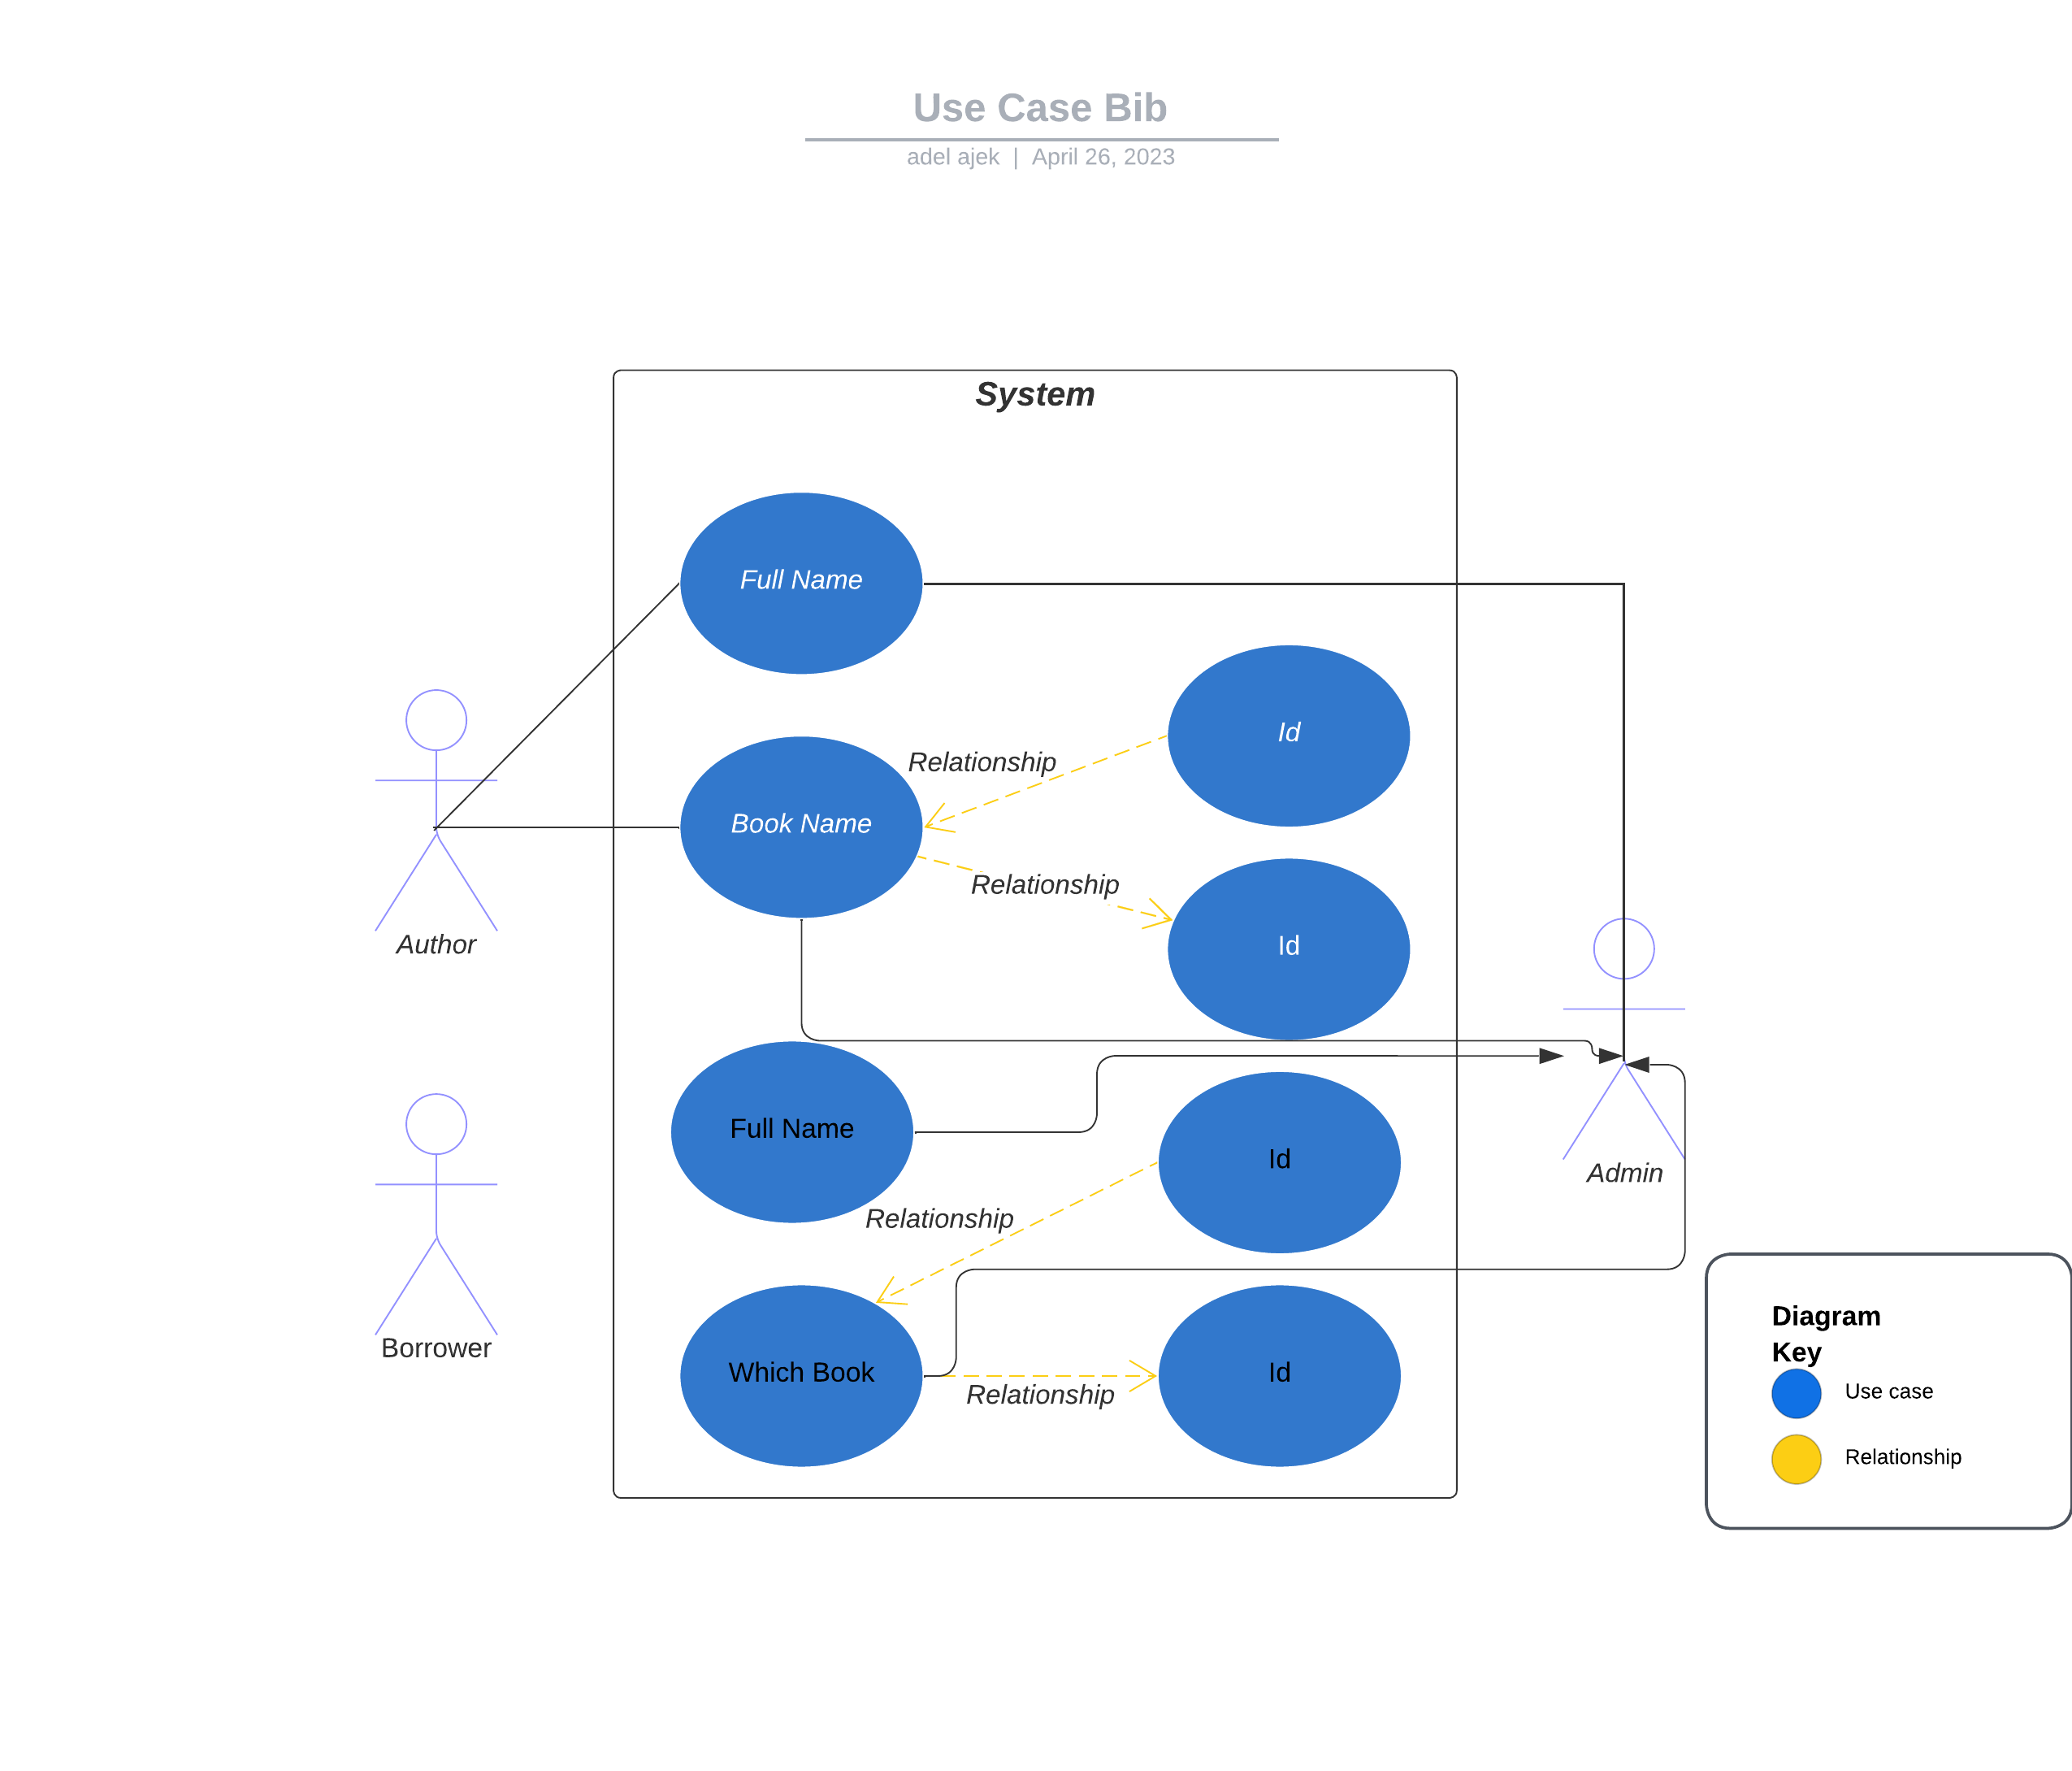 Use Case Bib
adel ajek | April 26, 2023
System
Full Name
Id
Relationship
Book Name
Relationship
Id
Author
Full Name
Id
Admin
Relationship
Borrower
Which Book
Id
Relationship
Diagram
Key
Use case
Relationship